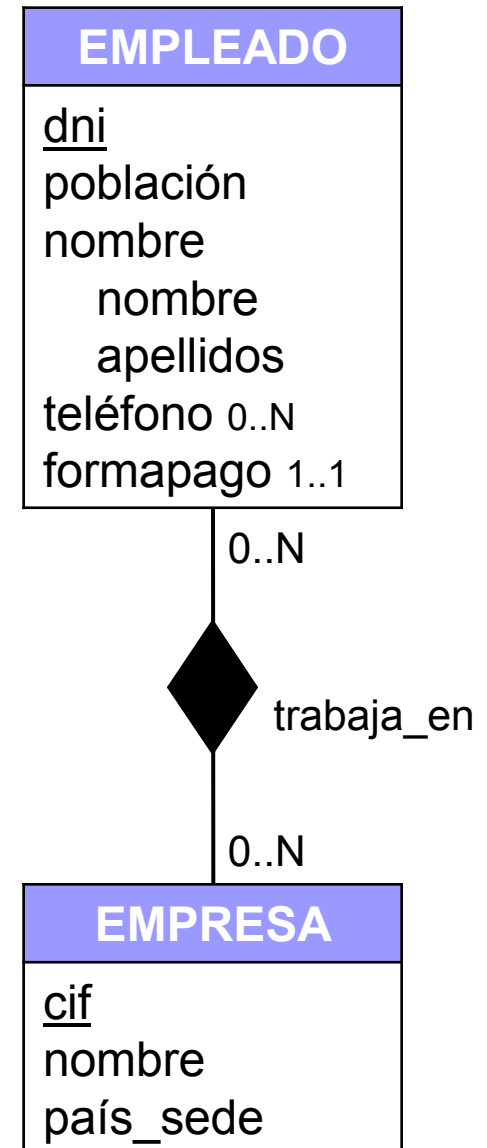 EMPLEADO
dni
población
nombre
nombre
apellidos
teléfono 0..N
formapago 1..1
0..N
trabaja_en
0..N
EMPRESA
cif
nombre
país_sede